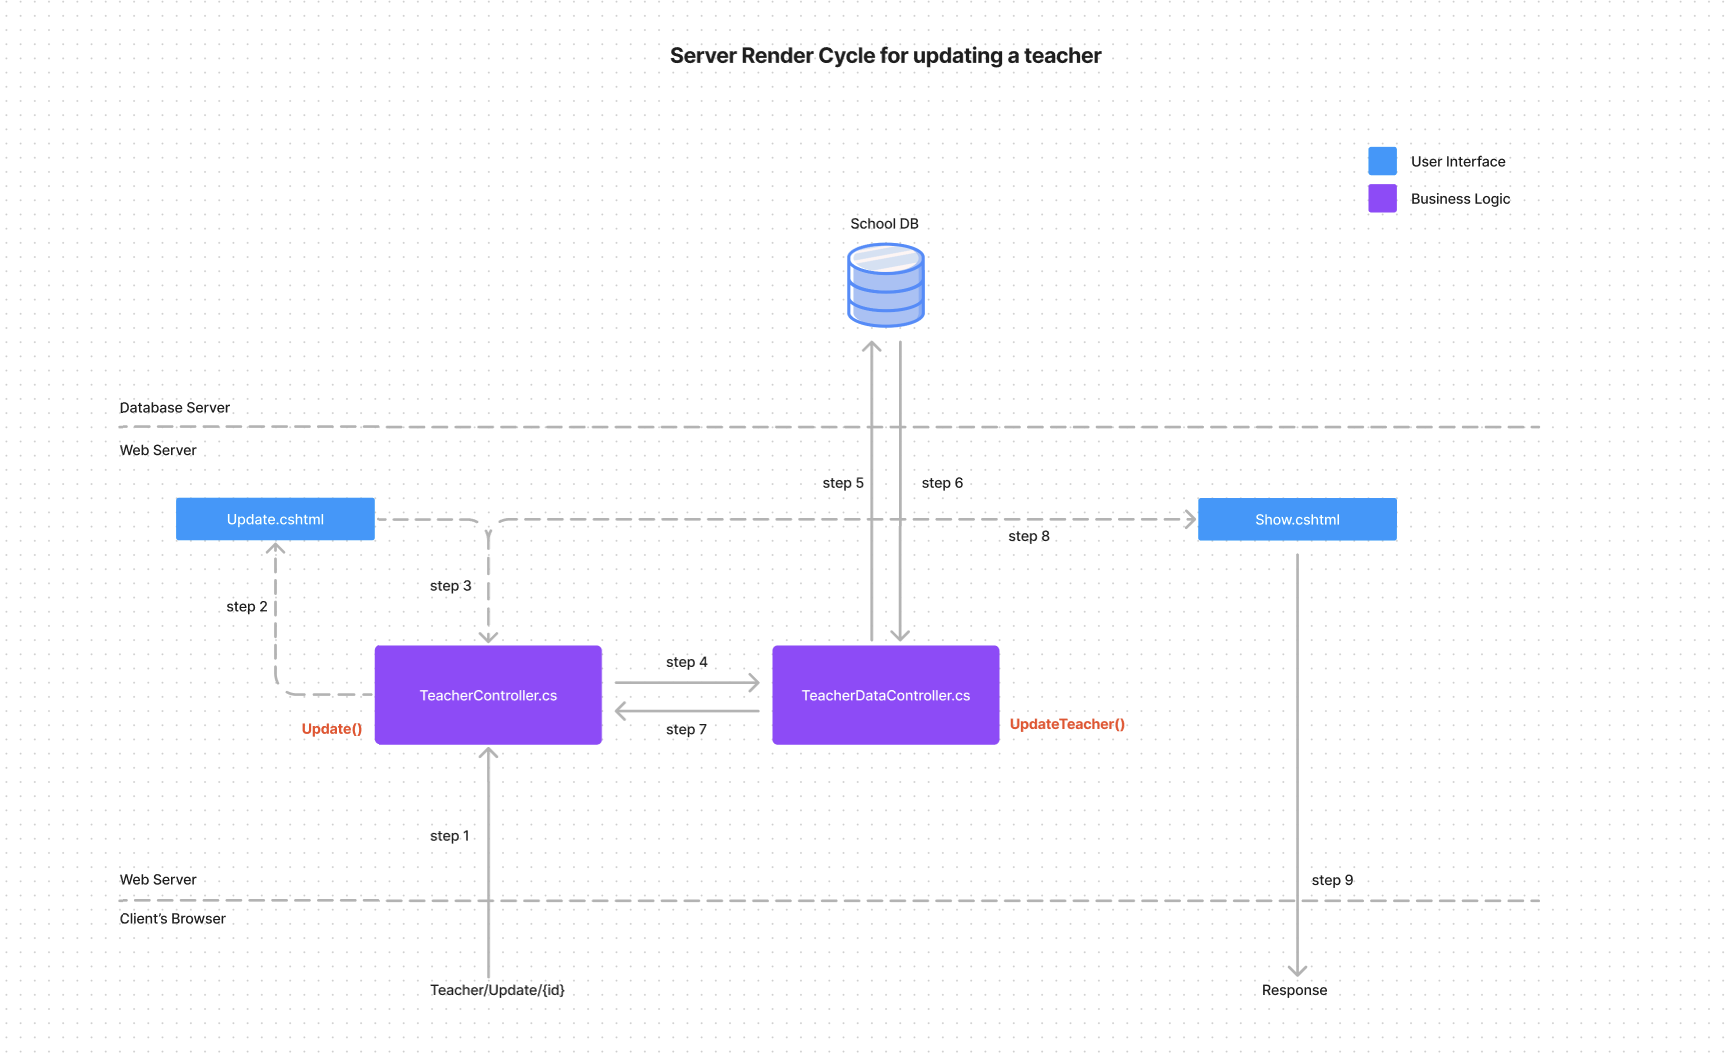 Server Render Cycle for updating a teacher
User Interface
Business Logic
School DB
Database Server
Web Server
step 5
step 6
Update.cshtml
Show.cshtml
step 8
step 3
step 2
step 4
TeacherController.cs
TeacherDataController.cs
Update()
step 7
UpdateTeacher()
step 1
Web Server
step 9
Client’s Browser
Teacher/Update/{id}
Response